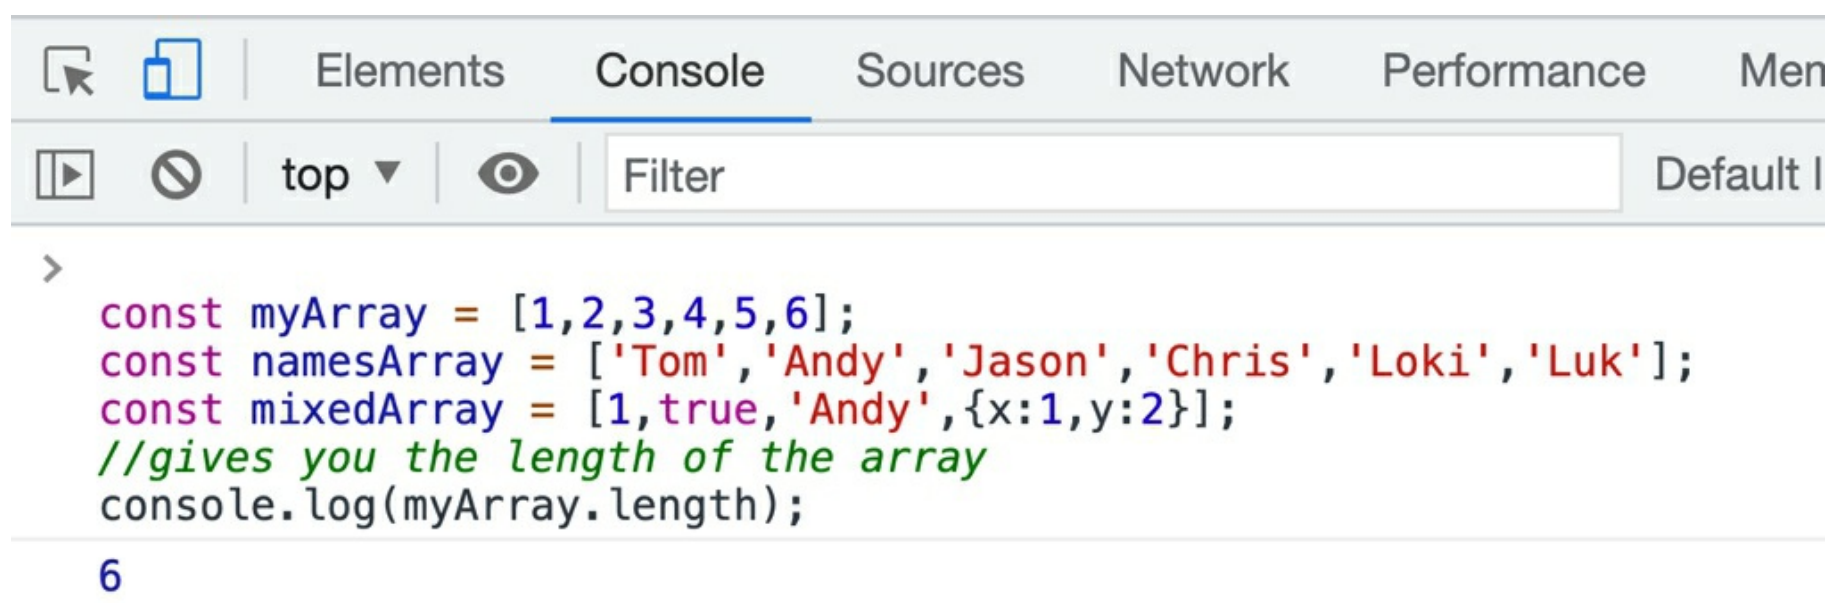 Elements Console Sources Network Performance Mem
top Filter Default l
>
const myArray = [1,2,3,4,5,6];
const namesArray = ['Tom','Andy','Jason','Chris','Loki','Luk'];
const mixedArray = [1,true,'Andy',{x:1,y:2}];
//gives you the length of the array
console.log(myArray.length);
6